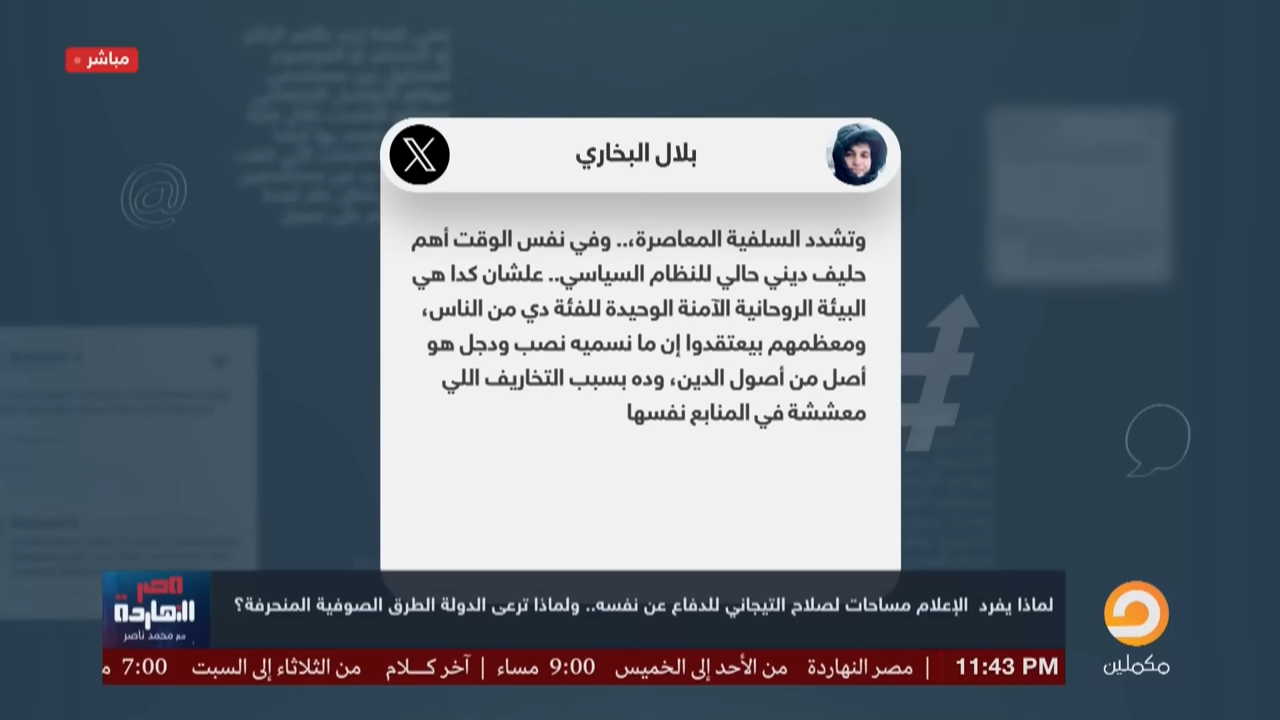 مباشر
بلال البخاري
وتشدد السلفية المعاصرة،.. وفي نفس الوقت أهم
حليف ديني حالي للنظام السياسي.. علشان كدا هي
البيئة الروحانية الآمنة الوحيدة للفئة دي من الناس،
ومعظمهم بيعتقدوا إن ما نسميه نصب ودجل هو
أصل من أصول الدين، وده بسبب التخاريف اللي
معششة في المنابع نفسها
مصر
النهاردة
مع محمد ناصر
لماذا يفرد الإعلام مساحات لصلاح التيجاني للدفاع عن نفسه.. ولماذا ترعى الدولة الطرق الصوفية المنحرفة؟
11:43 PM
| مصر النهاردة من الأحد إلى الخميس 9:00 مساء | آخر كــلام من الثلاثاء إلى السبت 7:00 م
مكملين